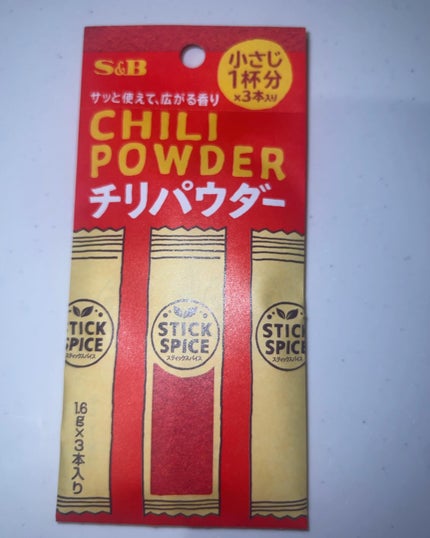 S&B
小さじ
1杯分
×3本入り
サッと使えて、広がる香り
CHILI
POWDER
チリパウダー
STICK
SPICE
スティックスパイス
STICK
SPICE
スティックスパイス
STICK
SPICE
スティックスパイス
1.6g×3本入り